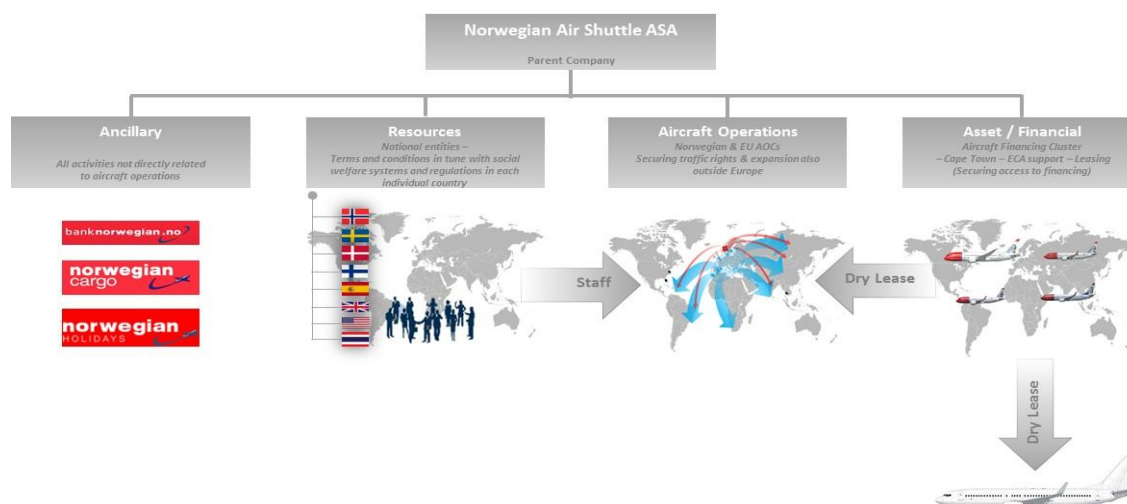 Norwegian Air Shuttle ASA
Parent Company
Ancillary
All activities not directly related
to aircraft operations
Resources
National entities –
Terms and conditions in tune with social
welfare systems and regulations in each
individual country
Aircraft Operations
Norwegian & EU AOCs
Securing traffic rights & expansion also
outside Europe
Asset / Financial
Aircraft Financing Cluster
– Cape Town – ECA support – Leasing
(Securing access to financing)
banknorwegian.no
norwegian
cargo
norwegian
HOLIDAYS
Staff
Dry Lease
Dry Lease